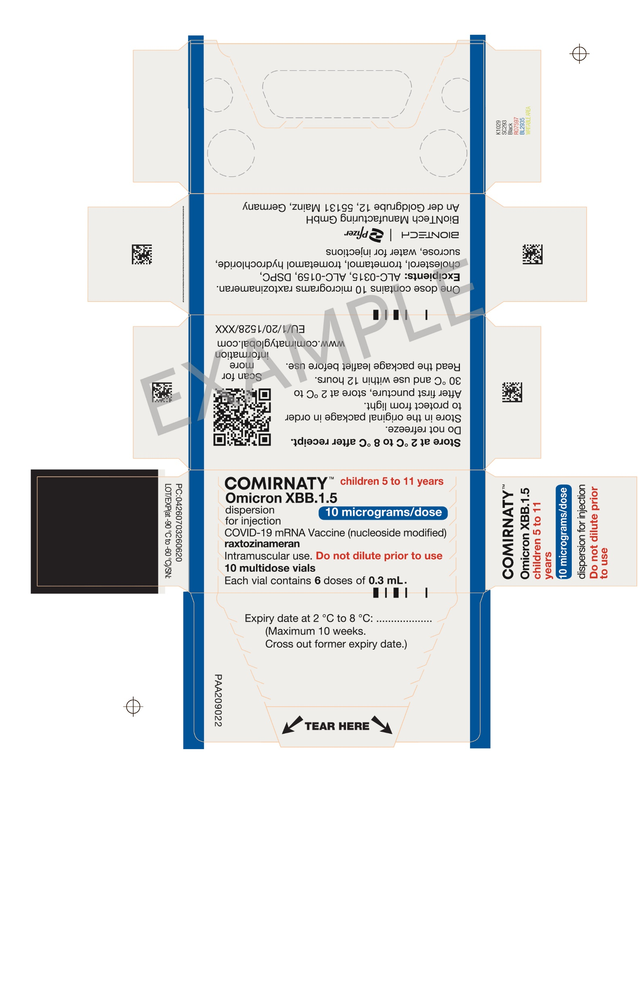 K1029
SC293
Black
RO7597
BL2935
WRITABLE AREA
An der Goldgrube 12, 55131 Mainz, Germany
BioNTech Manufacturing GmbH
BIONTECH | Pfizer
sucrose, water for injections
cholesterol, trometamol, trometamol hydrochloride,
Excipients: ALC-0315, ALC-0159, DSPC,
One dose contains 10 micrograms raxtozinameran.
EXAMPLE
EU/1/20/1528/XXX
www.comirnatyglobal.com
Scan for
more
information
Store at 2 °C to 8 °C after receipt.
Do not refreeze.
Store in the original package in order
to protect from light.
After first puncture, store at 2 °C to
30 °C and use within 12 hours.
Read the package leaflet before use.
PC:04260703260620
LOT/EXP(at -90 °C to -60 °C)/SN:
COMIRNATY™ children 5 to 11 years
Omicron XBB.1.5
dispersion
for injection
10 micrograms/dose
COVID-19 mRNA Vaccine (nucleoside modified)
raxtozinameran
Intramuscular use. Do not dilute prior to use
10 multidose vials
Each vial contains 6 doses of 0.3 mL.
COMIRNATY™
Omicron XBB.1.5
children 5 to 11
years
10 micrograms/dose
dispersion for injection
Do not dilute prior
to use
Expiry date at 2 °C to 8 °C: ...................
(Maximum 10 weeks.
Cross out former expiry date.)
PAA209022
TEAR HERE